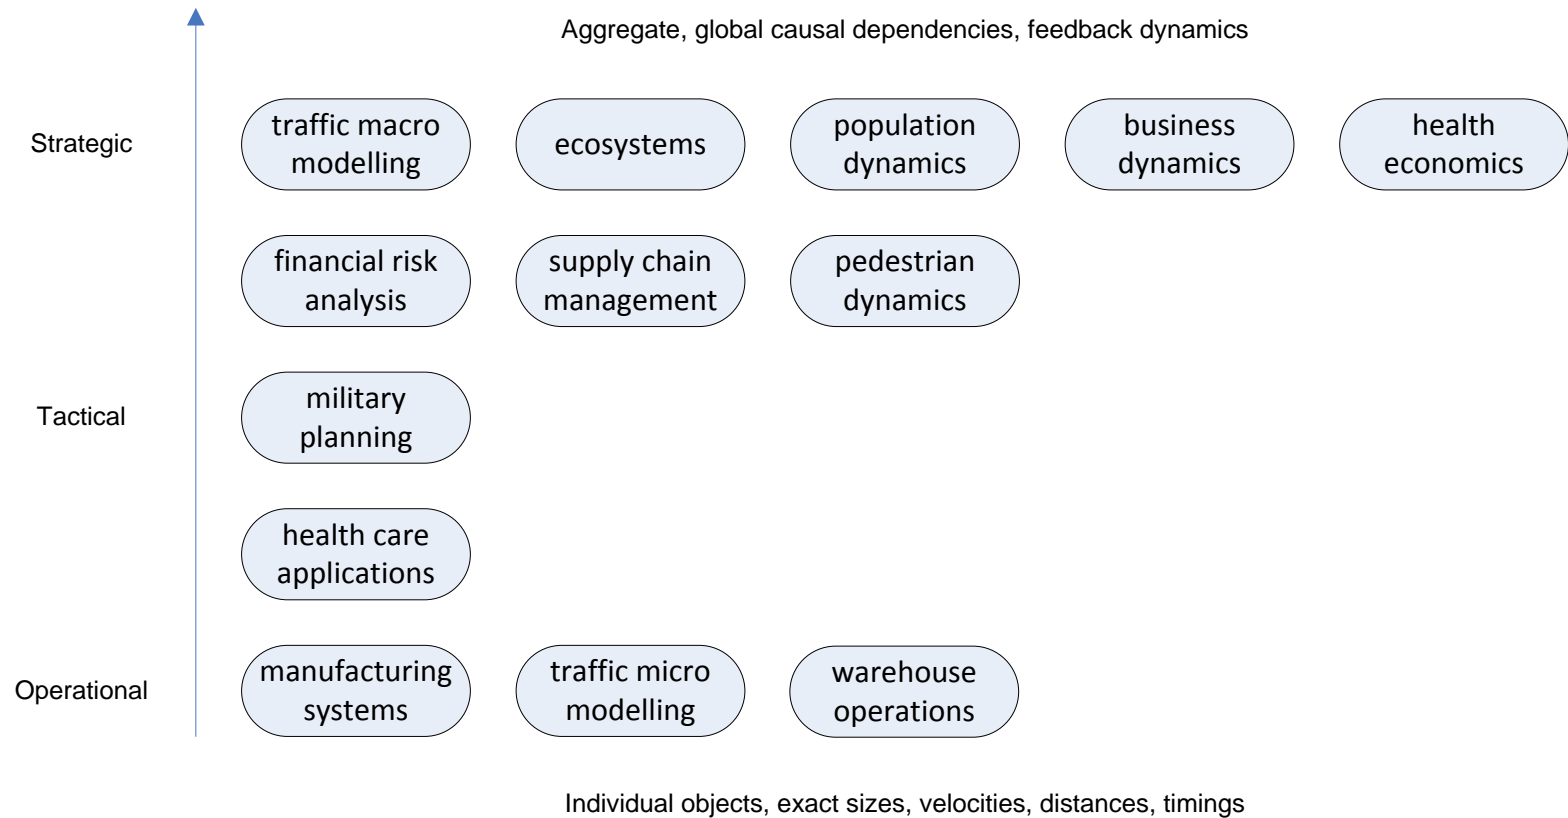 Aggregate, global causal dependencies, feedback dynamics
Strategic
traffic macro
modelling
ecosystems
population
dynamics
business
dynamics
health
economics
financial risk
analysis
supply chain
management
pedestrian
dynamics
Tactical
military
planning
health care
applications
Operational
manufacturing
systems
traffic micro
modelling
warehouse
operations
Individual objects, exact sizes, velocities, distances, timings